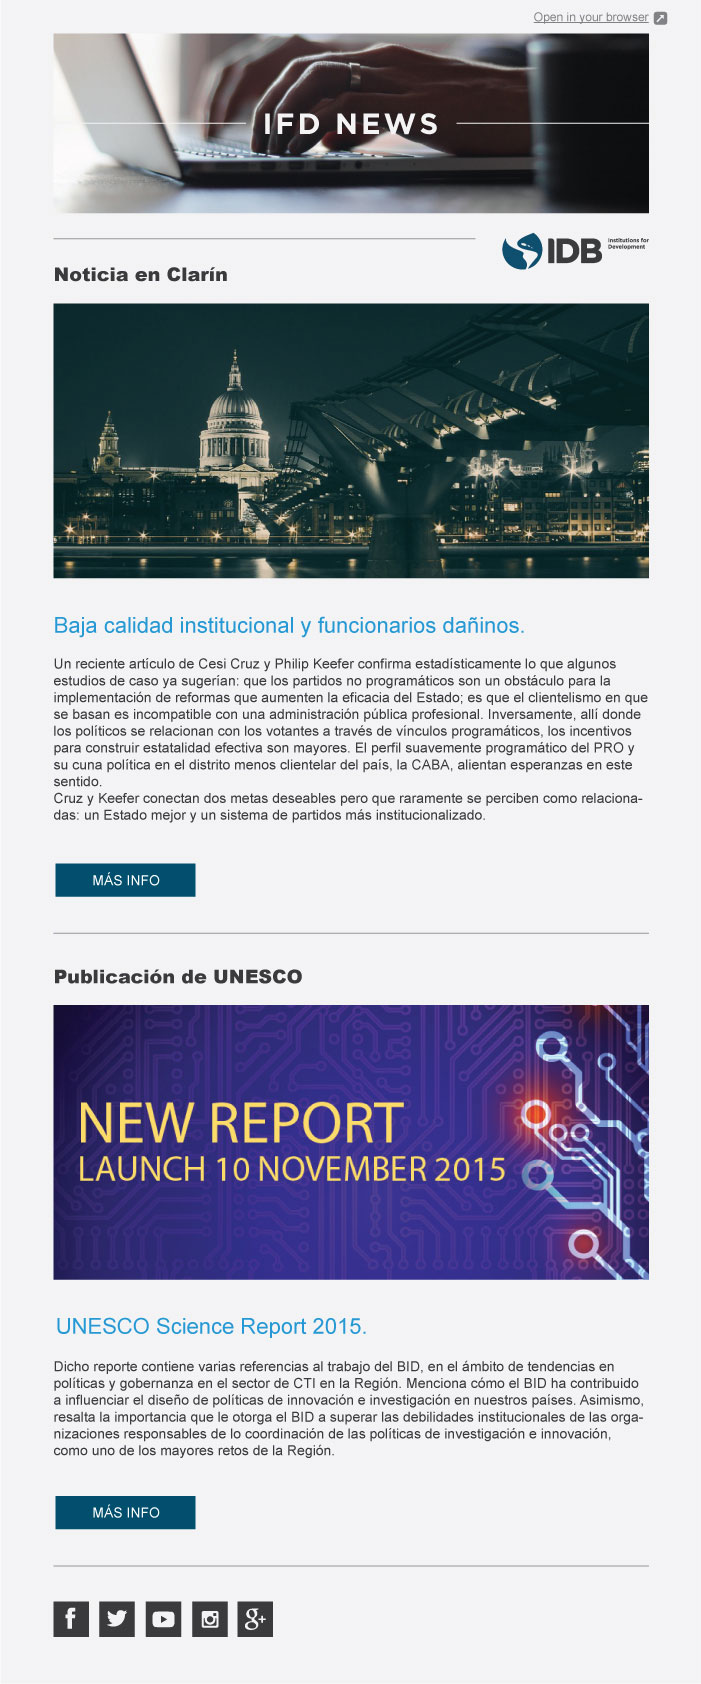 Open in your browser
IFD NEWS
IDB
Institutions for
Development
Noticia en Clarín
Baja calidad institucional y funcionarios dañinos.
Un reciente artículo de Cesi Cruz y Philip Keefer confirma estadísticamente lo que algunos
estudios de caso ya sugerían: que los partidos no programáticos son un obstáculo para la
implementación de reformas que aumenten la eficacia del Estado; es que el clientelismo en que
se basan es incompatible con una administración pública profesional. Inversamente, allí donde
los políticos se relacionan con los votantes a través de vínculos programáticos, los incentivos
para construir estatalidad efectiva son mayores. El perfil suavemente programático del PRO y
su cuna política en el distrito menos clientelar del país, la CABA, alientan esperanzas en este
sentido.
Cruz y Keefer conectan dos metas deseables pero que raramente se perciben como relaciona-
das: un Estado mejor y un sistema de partidos más institucionalizado.
MÁS INFO
Publicación de UNESCO
NEW REPORT
LAUNCH 10 NOVEMBER 2015
UNESCO Science Report 2015.
Dicho reporte contiene varias referencias al trabajo del BID, en el ámbito de tendencias en
políticas y gobernanza en el sector de CTI en la Región. Menciona cómo el BID ha contribuido
a influenciar el diseño de políticas de innovación e investigación en nuestros países. Asimismo,
resalta la importancia que le otorga el BID a superar las debilidades institucionales de las orga-
nizaciones responsables de lo coordinación de las políticas de investigación e innovación,
como uno de los mayores retos de la Región.
MÁS INFO